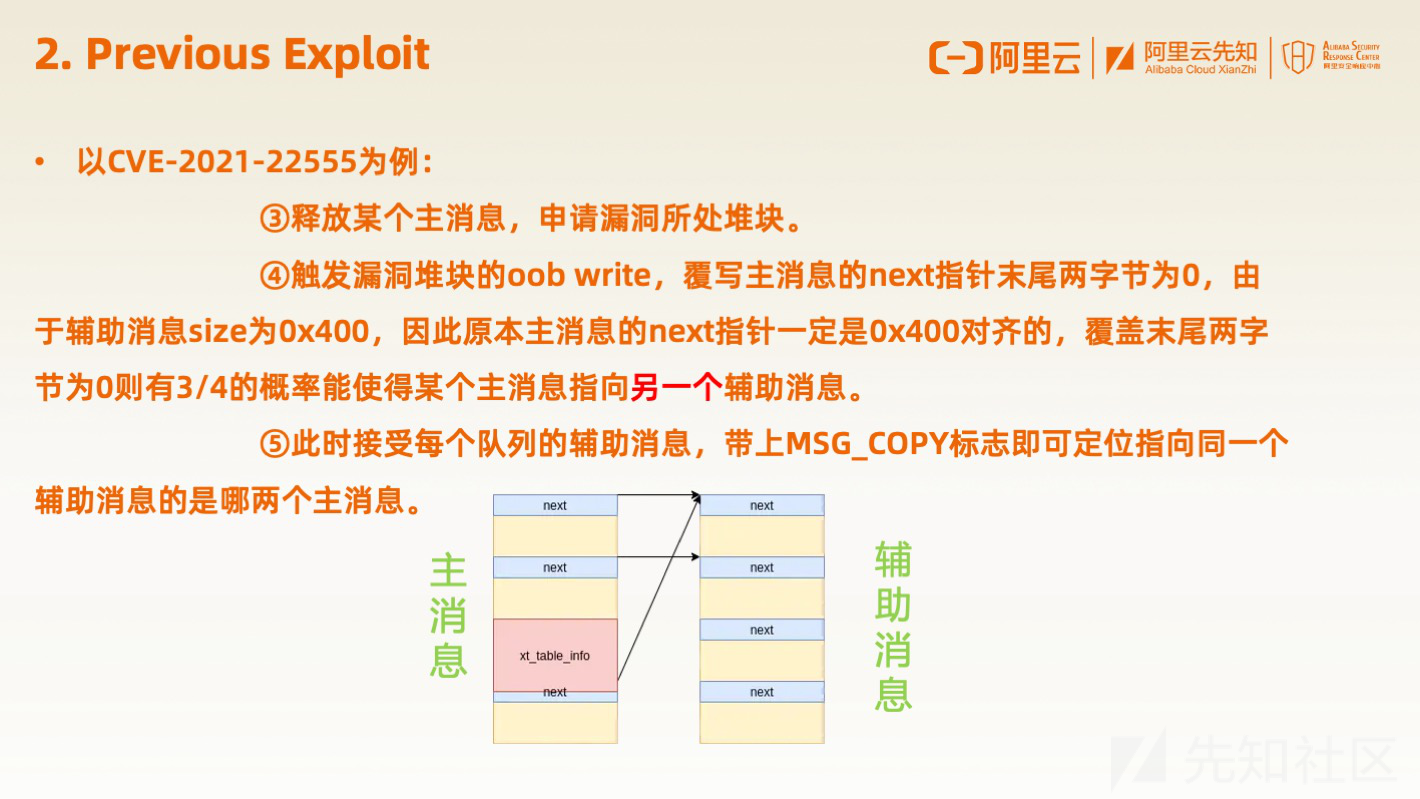 2. Previous Exploit
阿里云
阿里云先知
Alibaba Cloud XianZhi
ALIBABA SECURITY
RESPONSE CENTER
阿里安全响应中心
• 以CVE-2021-22555为例：
③释放某个主消息，申请漏洞所处堆块。
④触发漏洞堆块的oob write，覆写主消息的next指针末尾两字节为0，由
于辅助消息size为0x400，因此原本主消息的next指针一定是0x400对齐的，覆盖末尾两字
节为0则有3/4的概率能使得某个主消息指向另一个辅助消息。
⑤此时接受每个队列的辅助消息，带上MSG_COPY标志即可定位指向同一个
辅助消息的是哪两个主消息。
主消息
next
next
xt_table_info
next
next
next
next
next
辅助消息
先知社区